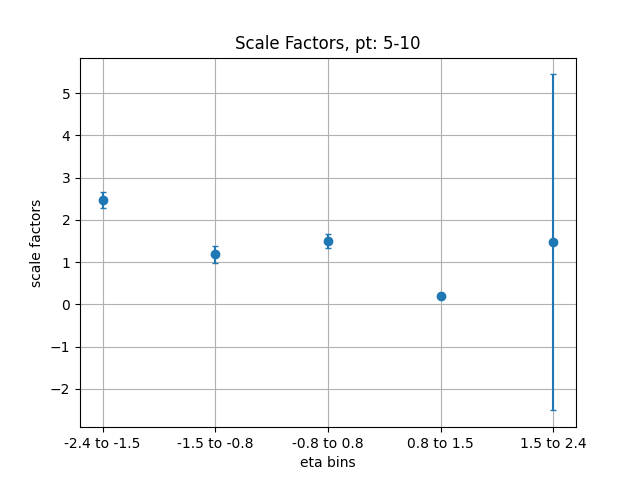 Scale Factors, pt: 5-10
scale factors
5
4
3
2
1
0
−1
−2
-2.4 to -1.5
-1.5 to -0.8
-0.8 to 0.8
0.8 to 1.5
1.5 to 2.4
eta bins